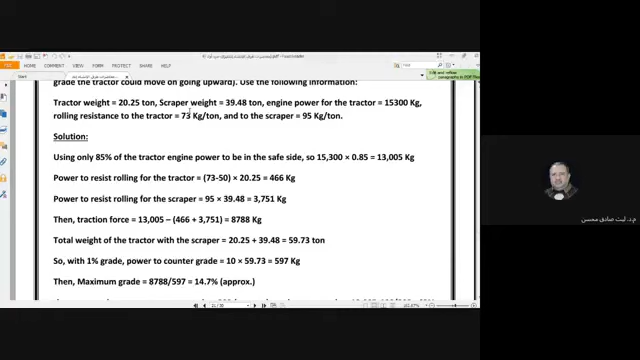 Start
FILE HOME VIEW FORM PROTECT SHARE HELP
grade the tractor could move on going upward). Use the following information:
Tractor weight = 20.25 ton, Scraper weight = 39.48 ton, engine power for the tractor = 15300 Kg,
rolling resistance to the tractor = 73 Kg/ton, and to the scraper = 95 Kg/ton.
Solution:
Using only 85% of the tractor engine power to be in the safe side, so 15,300 × 0.85 = 13,005 Kg
Power to resist rolling for the tractor = (73-50) × 20.25 = 466 Kg
Power to resist rolling for the scraper = 95 × 39.48 = 3,751 Kg
Then, traction force = 13,005 – (466 + 3,751) = 8788 Kg
Total weight of the tractor with the scraper = 20.25 + 39.48 = 59.73 ton
So, with 1% grade, power to counter grade = 10 × 59.73 = 597 Kg
Then, Maximum grade = 8788/597 = 14.7% (approx.)
م.د. ليث صادق محسن